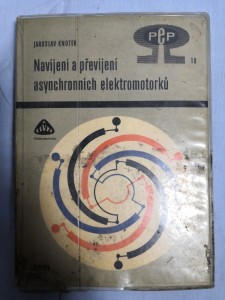 JAROSLAV KNOTEK
PEP
18
Navíjení a převíjení
asynchronních elektromotorků